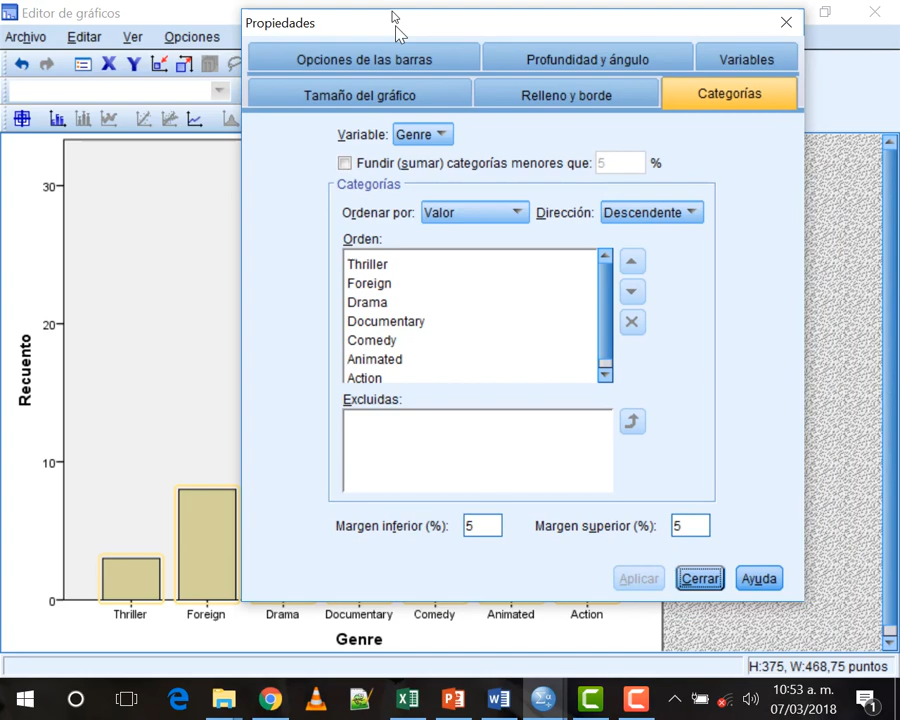 Editor de gráficos
Archivo Editar Ver Opciones
Propiedades
Opciones de las barras Profundidad y ángulo Variables
Tamaño del gráfico Relleno y borde Categorías
Variable: Genre
Fundir (sumar) categorías menores que: 5 %
Categorías
Ordenar por: Valor Dirección: Descendente
Orden:
Thriller
Foreign
Drama
Documentary
Comedy
Animated
Action
Excluidas:
Margen inferior (%): 5 Margen superior (%): 5
Aplicar Cerrar Ayuda
Recuento
30
20
10
0
Thriller Foreign Drama Documentary Comedy Animated Action
Genre
H:375, W:468,75 puntos
10:53 a. m.
07/03/2018
1